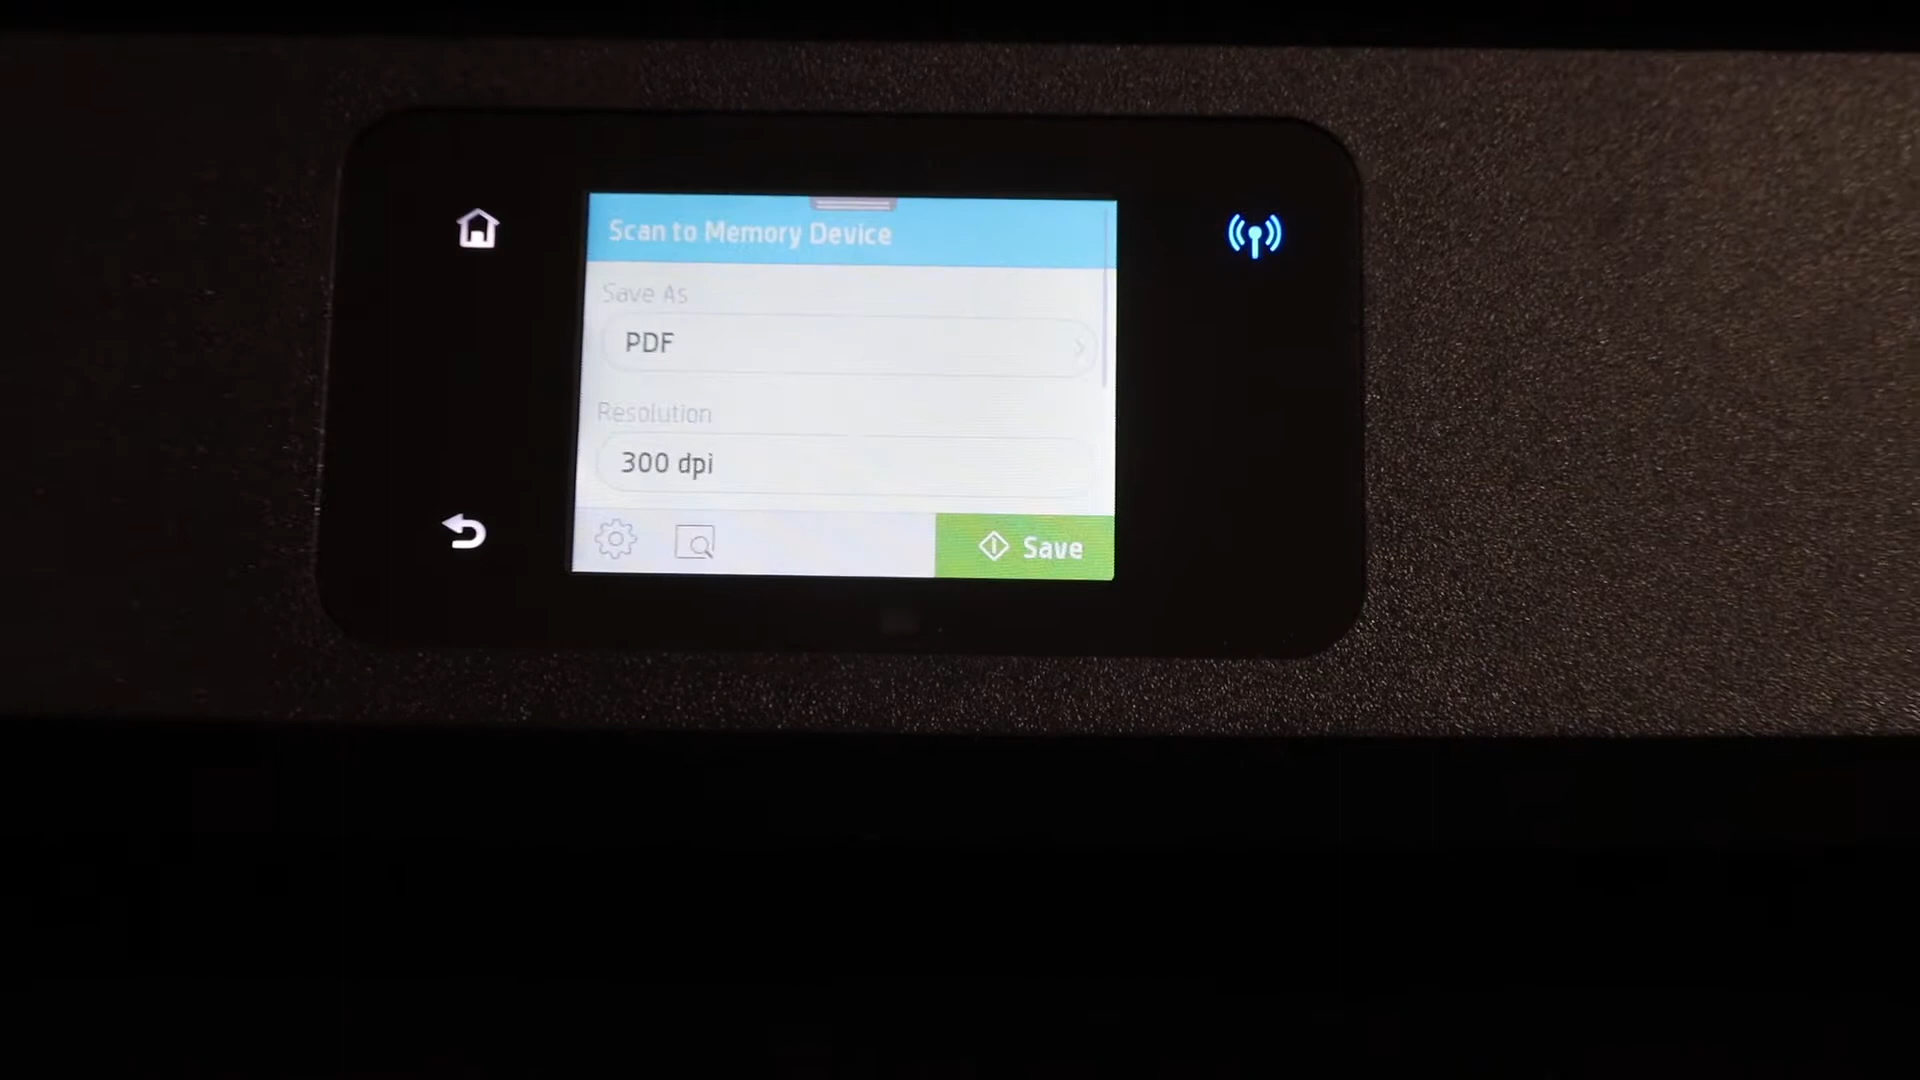 Scan to Memory Device
Save As
PDF
Resolution
300 dpi
Save